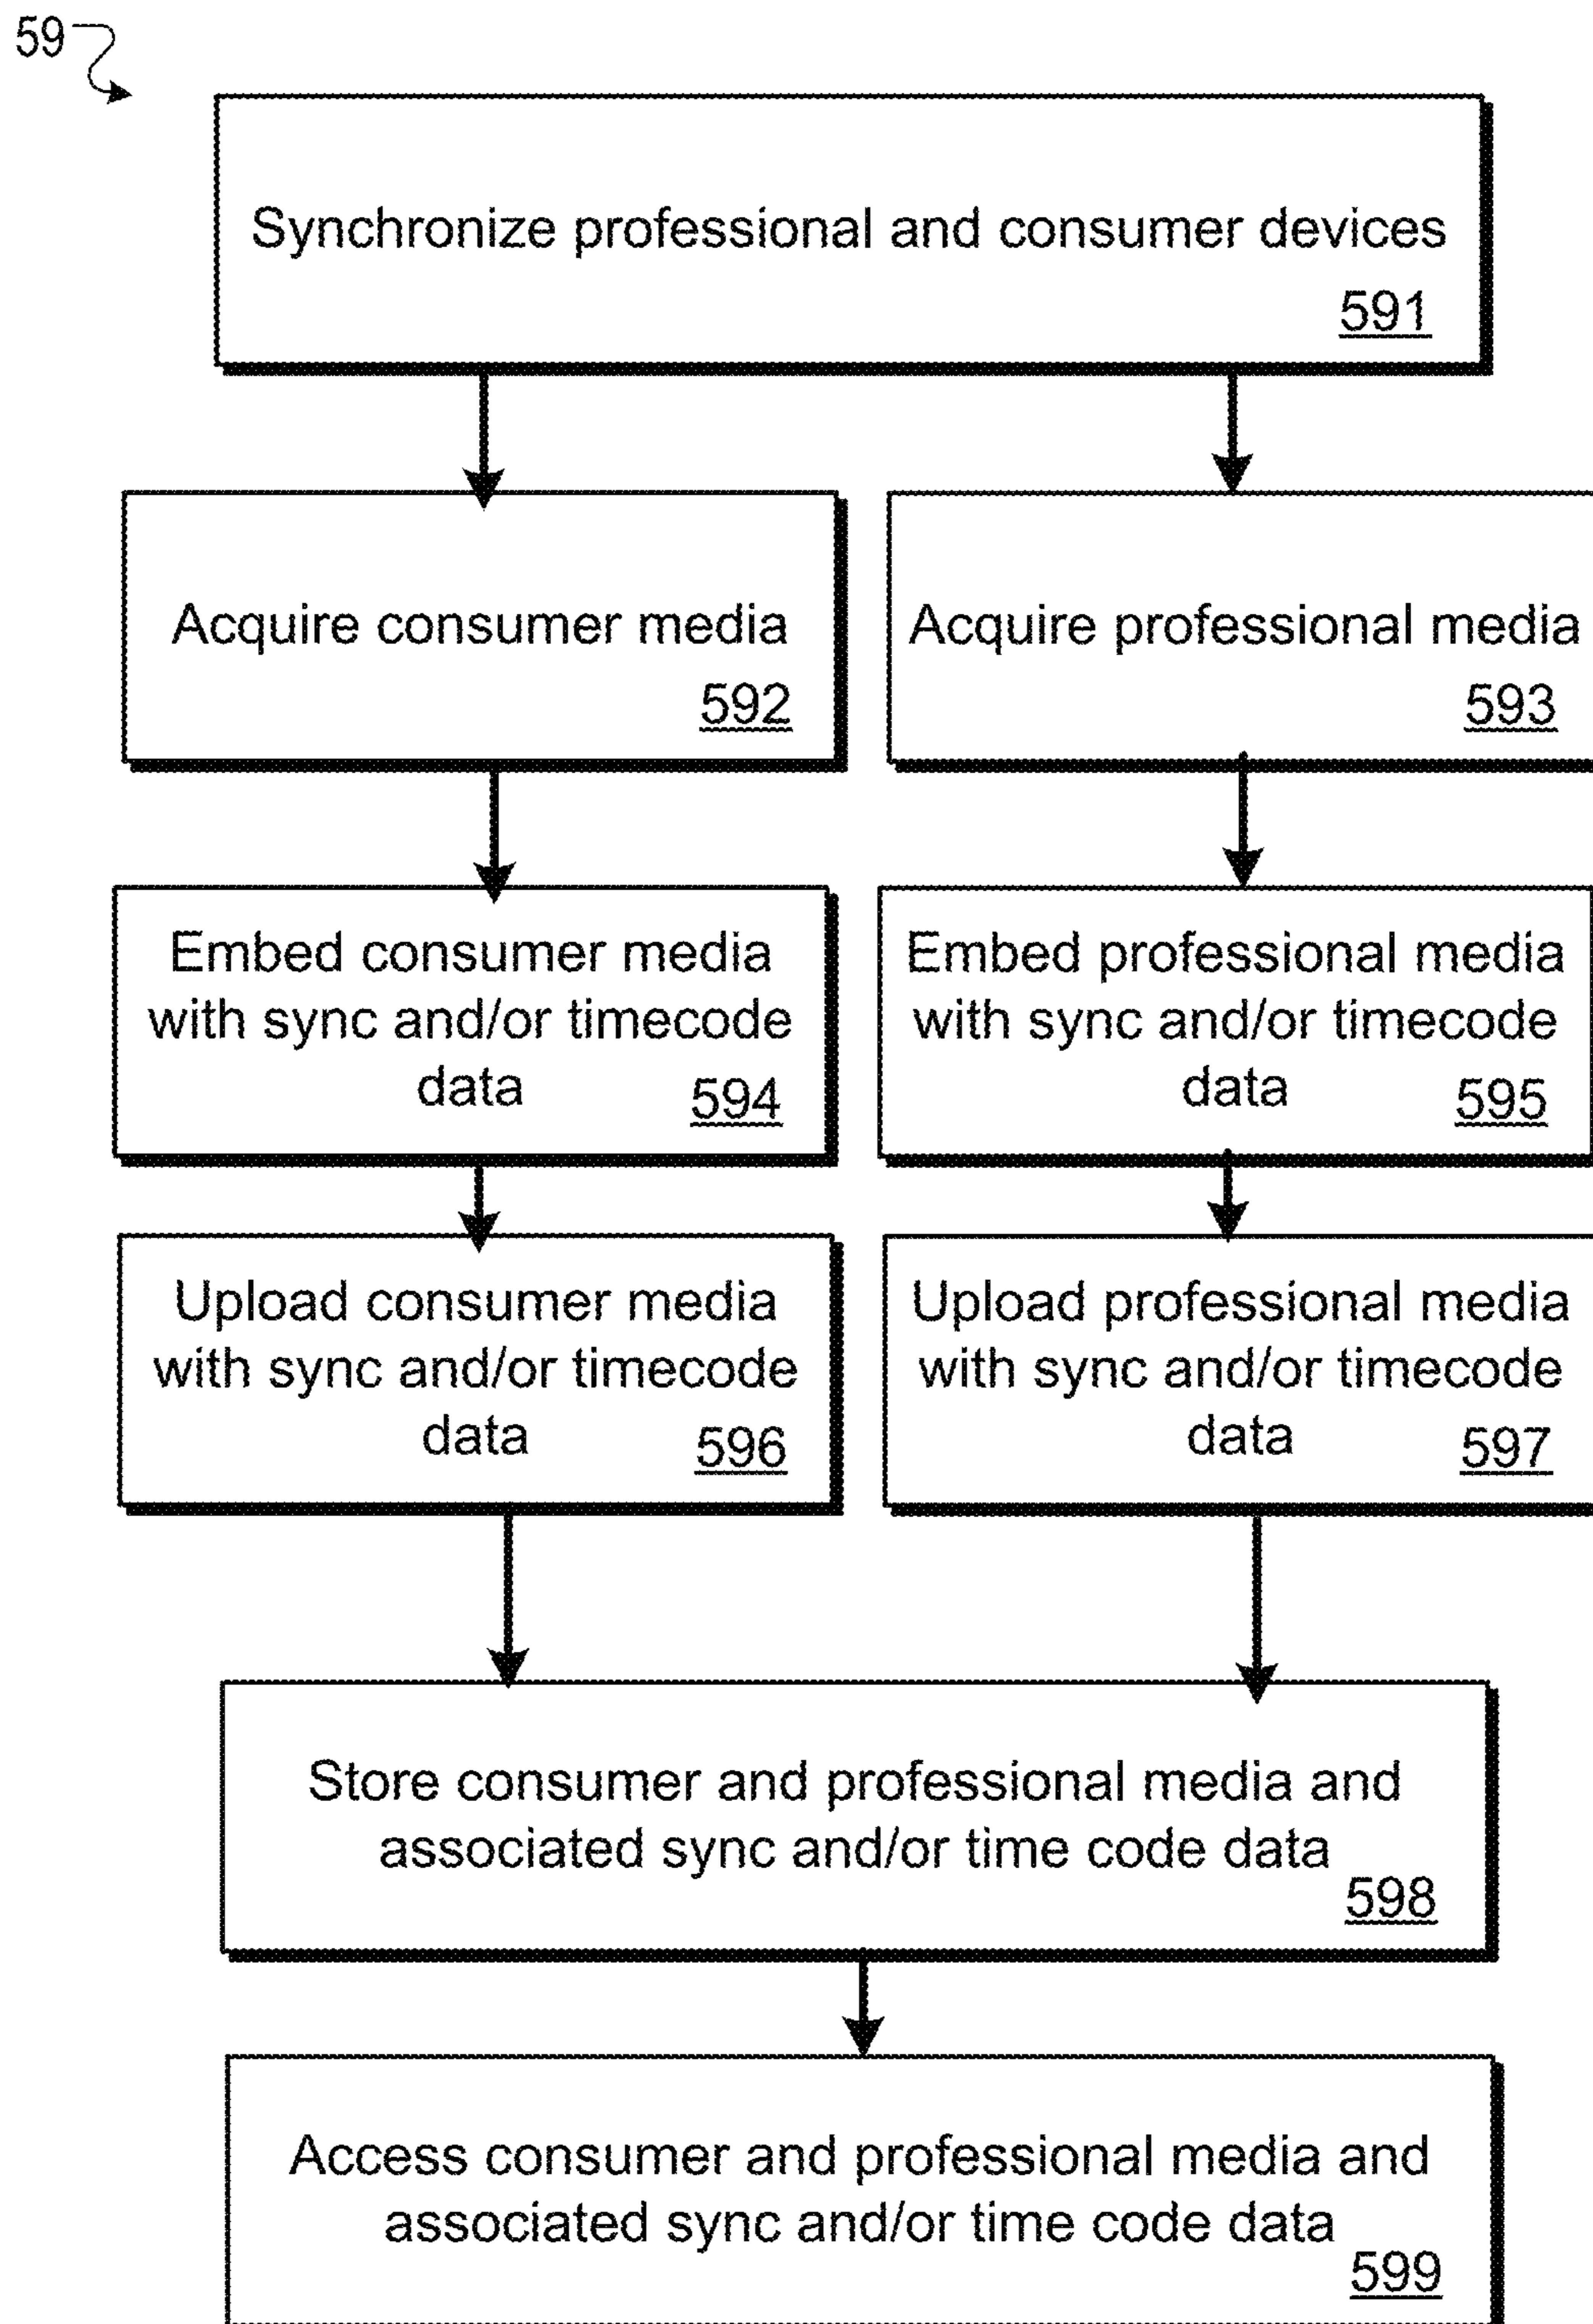 59
Synchronize professional and consumer devices
591
Acquire consumer media
592
Acquire professional media
593
Embed consumer media
with sync and/or timecode
data 594
Embed professional media
with sync and/or timecode
data 595
Upload consumer media
with sync and/or timecode
data 596
Upload professional media
with sync and/or timecode
data 597
Store consumer and professional media and
associated sync and/or time code data
598
Access consumer and professional media and
associated sync and/or time code data
599